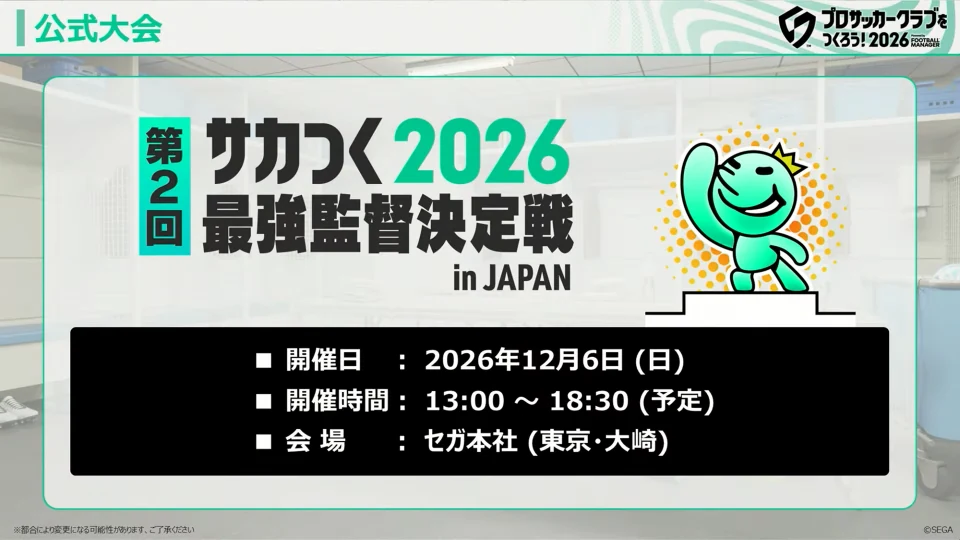 公式大会
プロサッカークラブを
つくろう!2026 Powered by FOOTBALL MANAGER
第2回
サカつく2026
最強監督決定戦
in JAPAN
■ 開催日 : 2026年12月6日 (日)
■ 開催時間 : 13:00 ～ 18:30 (予定)
■ 会 場 : セガ本社 (東京・大崎)
※都合により変更になる可能性があります、ご了承ください
©SEGA